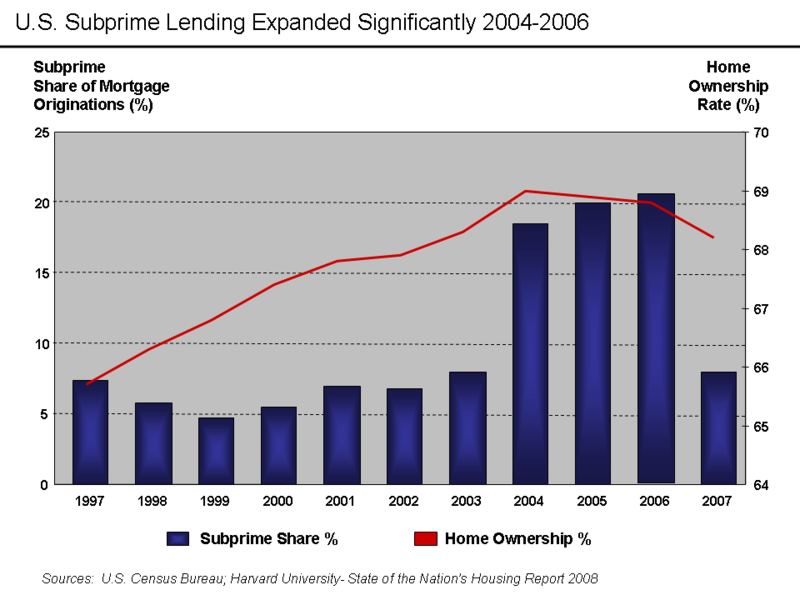 U.S. Subprime Lending Expanded Significantly 2004-2006
Subprime
Share of Mortgage
Originations (%)
Home
Ownership
Rate (%)
25
20
15
10
5
0
70
69
68
67
66
65
64
1997 1998 1999 2000 2001 2002 2003 2004 2005 2006 2007
Subprime Share % Home Ownership %
Sources: U.S. Census Bureau; Harvard University- State of the Nation's Housing Report 2008